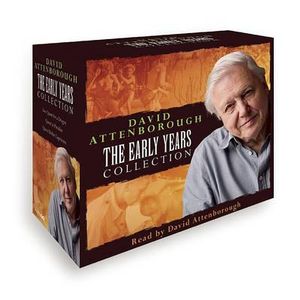 DAVID
ATTENBOROUGH
THE EARLY YEARS
COLLECTION
Read by David Attenborough
DAVID
ATTENBOROUGH
THE EARLY YEARS
COLLECTION